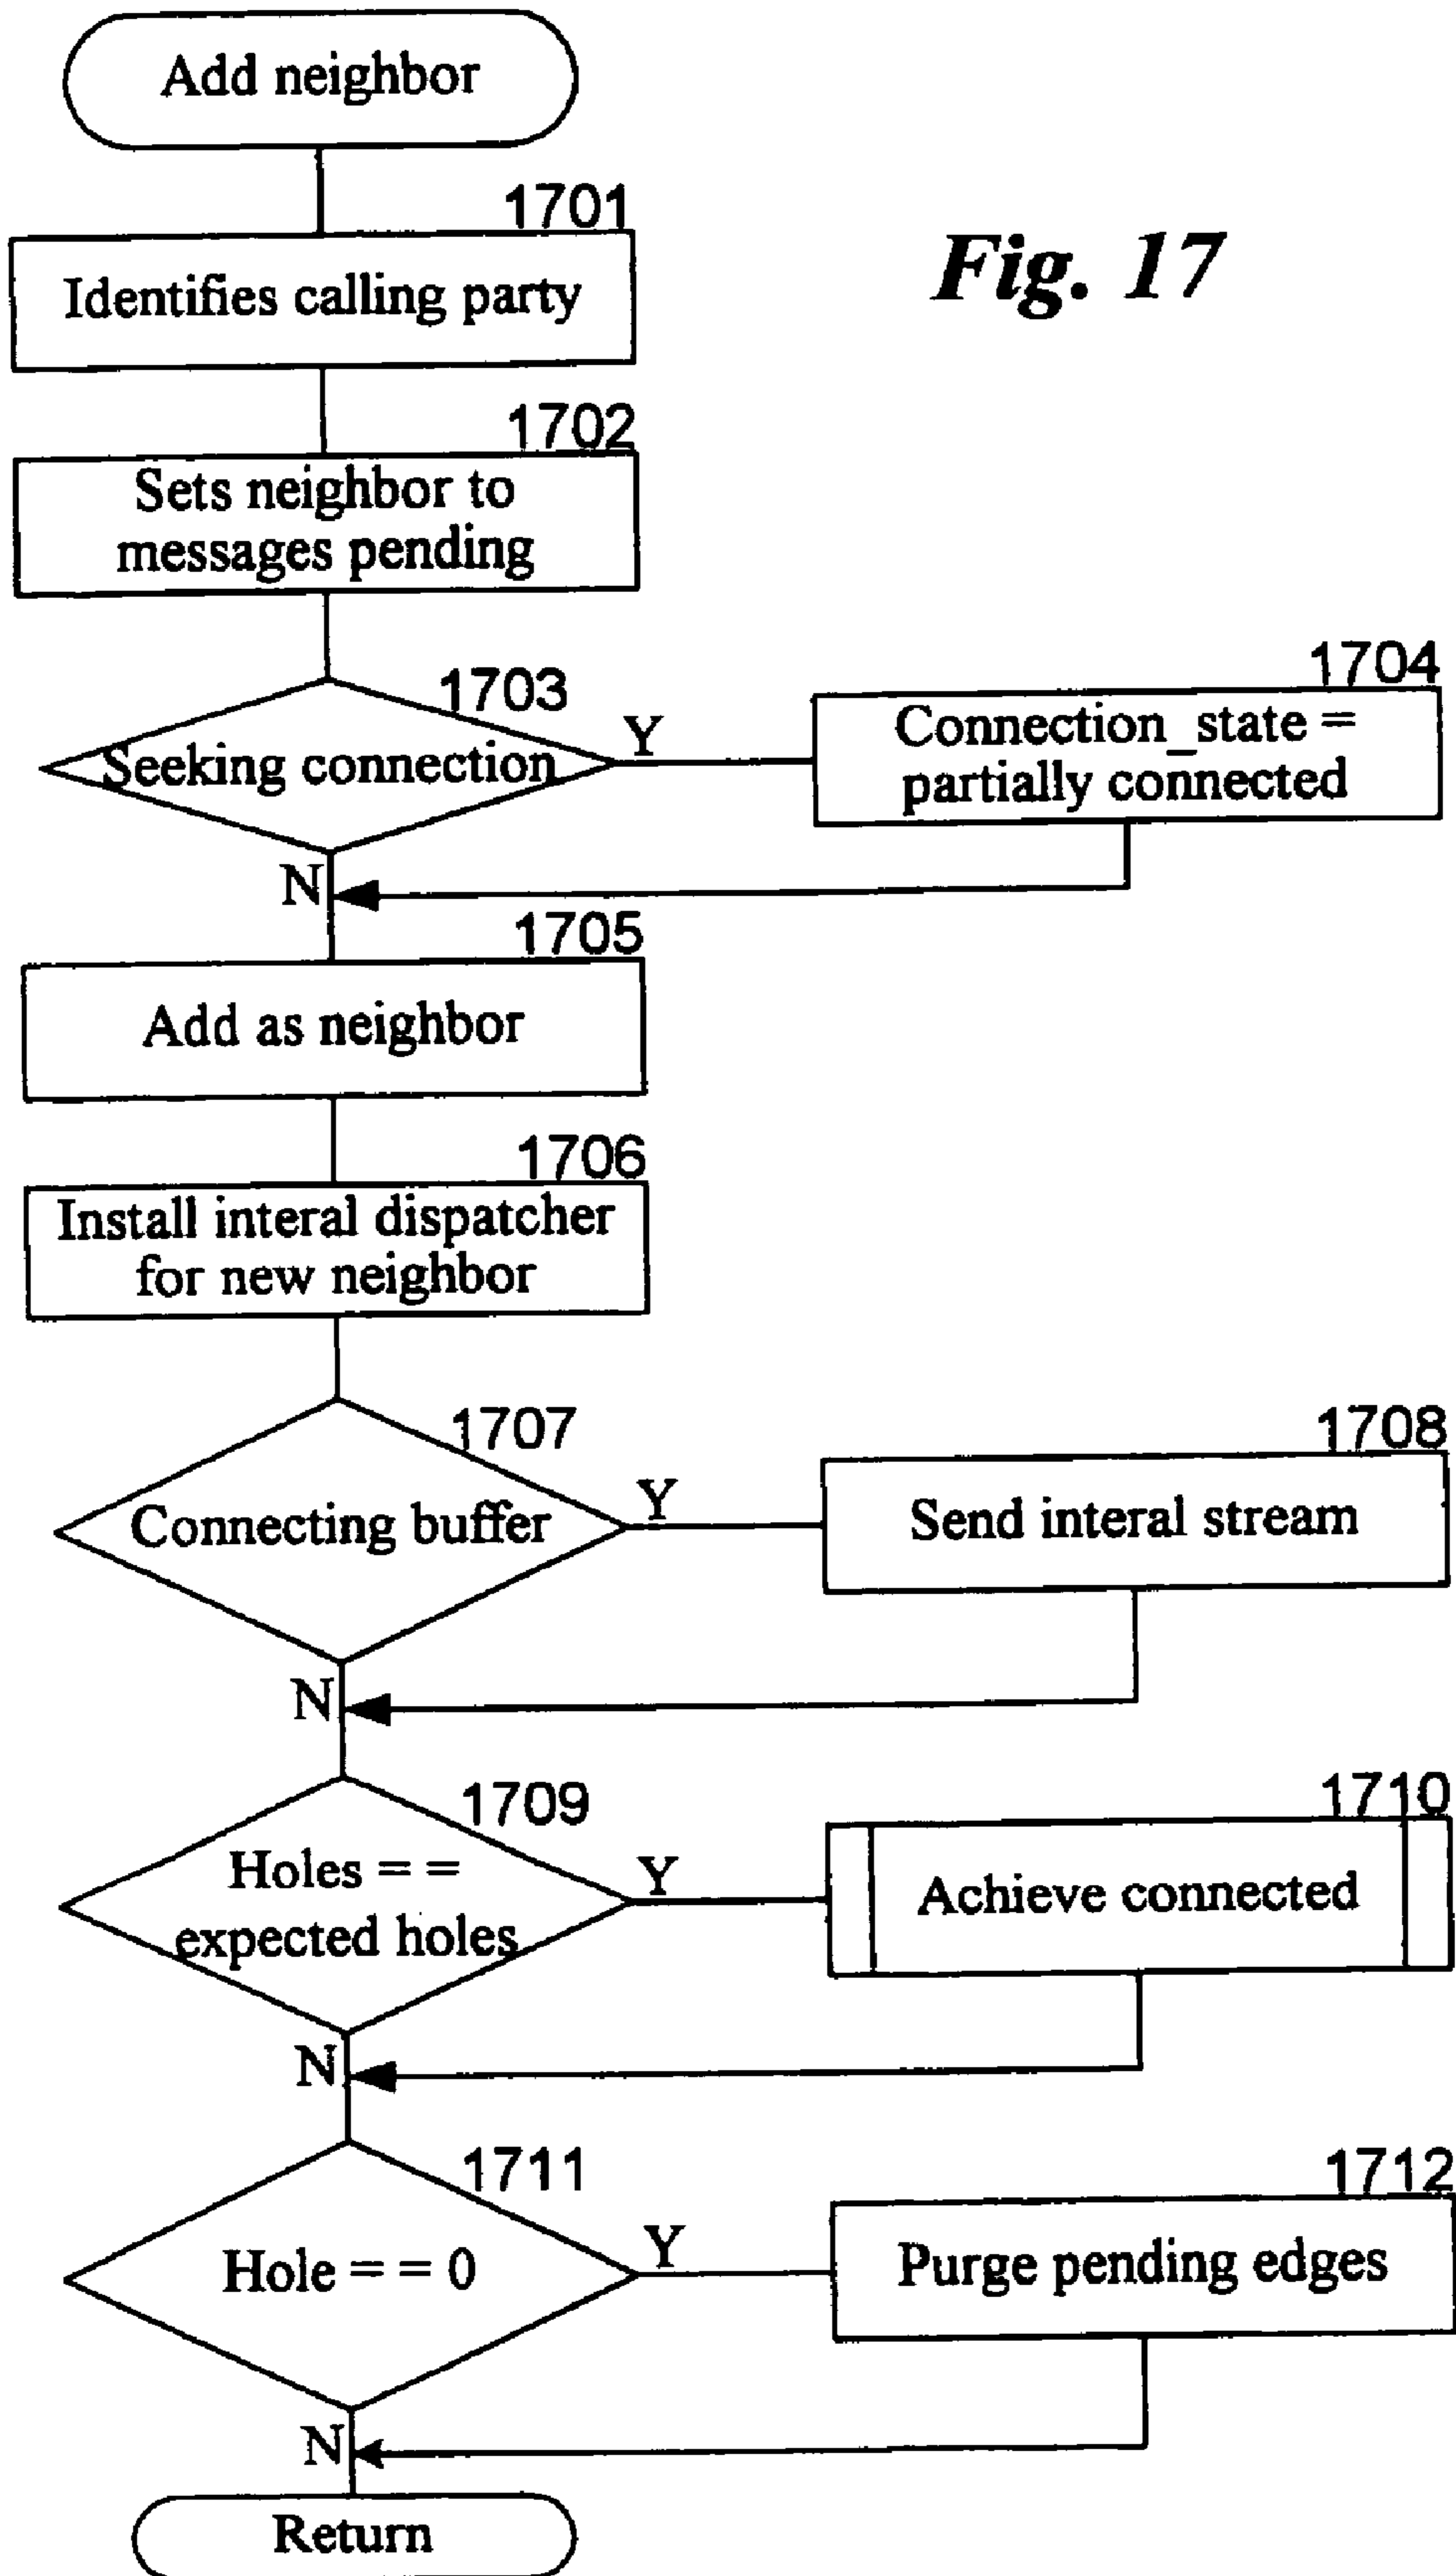 Add neighbor
Fig. 17
1701
Identifies calling party
1702
Sets neighbor to
messages pending
1703
Seeking connection
Y
1704
Connection_state =
partially connected
N
1705
Add as neighbor
1706
Install interal dispatcher
for new neighbor
1707
Connecting buffer
Y
1708
Send interal stream
N
1709
Holes = =
expected holes
Y
1710
Achieve connected
N
1711
Hole = = 0
Y
1712
Purge pending edges
N
Return